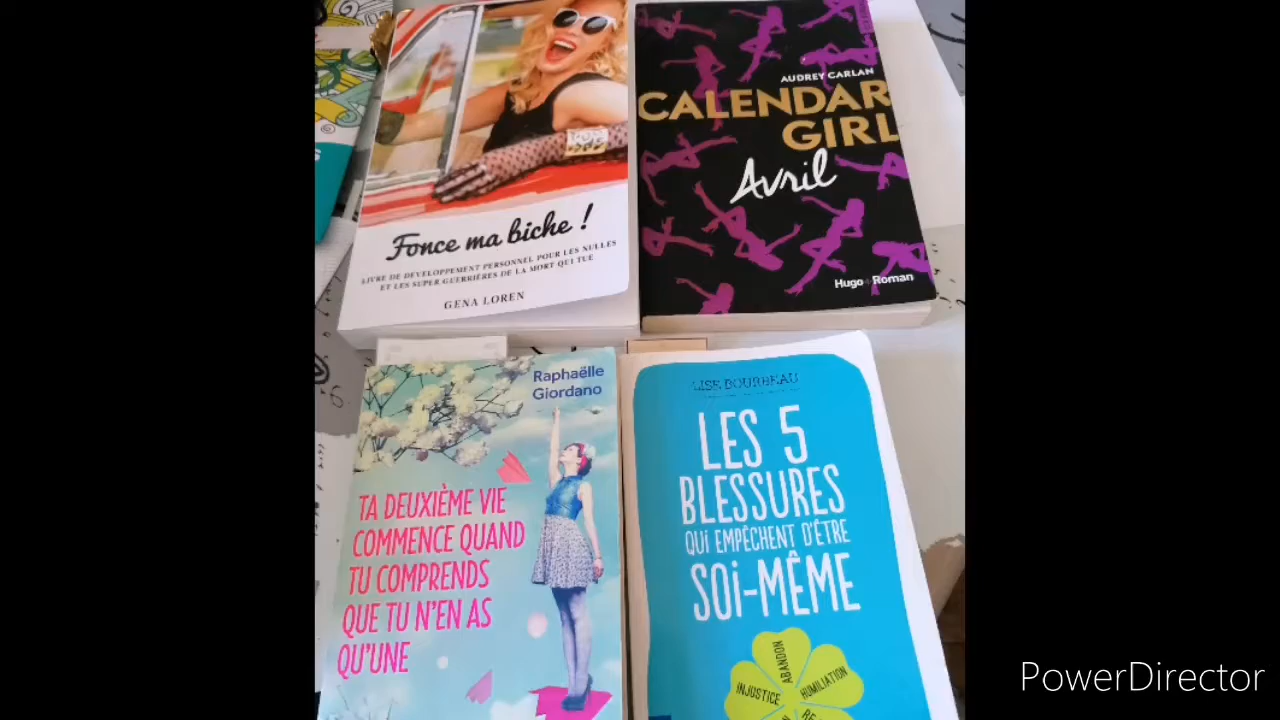 Fonce ma biche !
LIVRE DE DÉVELOPPEMENT PERSONNEL POUR LES NULLES
ET LES SUPER GUERRIÈRES DE LA MORT QUI TUE
GENA LOREN
AUDREY CARLAN
CALENDAR
GIRL
Avril
Hugo Roman
Raphaëlle
Giordano
TA DEUXIÈME VIE
COMMENCE QUAND
TU COMPRENDS
QUE TU N'EN AS
QU'UNE
LISE BOURBEAU
LES 5
BLESSURES
QUi EMPÊCHENT D'ÊTRE
SOi-MÊME
ABANDON
INJUSTICE
HUMILIATION
PowerDirector